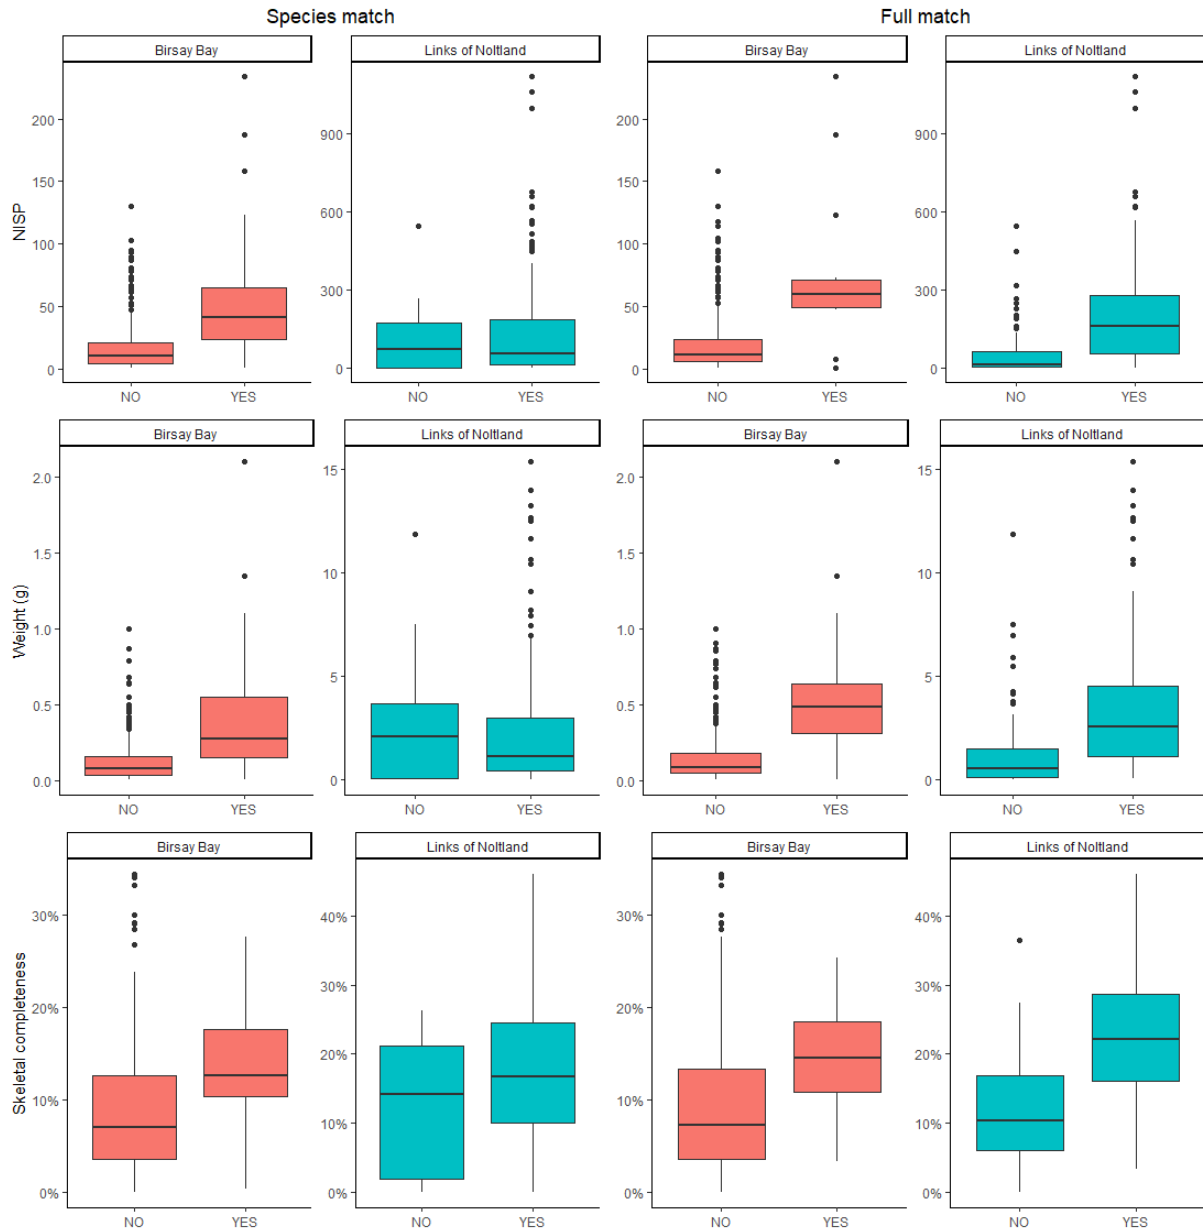 Species match
Full match
Birsay Bay
Links of Noltland
Birsay Bay
Links of Noltland
NISP
200
150
100
50
0
900
600
300
0
200
150
100
50
0
900
600
300
0
NO
YES
NO
YES
NO
YES
NO
YES
Birsay Bay
Links of Noltland
Birsay Bay
Links of Noltland
Weight (g)
2.0
1.5
1.0
0.5
0.0
15
10
5
0
2.0
1.5
1.0
0.5
0.0
15
10
5
0
NO
YES
NO
YES
NO
YES
NO
YES
Birsay Bay
Links of Noltland
Birsay Bay
Links of Noltland
Skeletal completeness
30%
20%
10%
0%
40%
30%
20%
10%
0%
30%
20%
10%
0%
40%
30%
20%
10%
0%
NO
YES
NO
YES
NO
YES
NO
YES